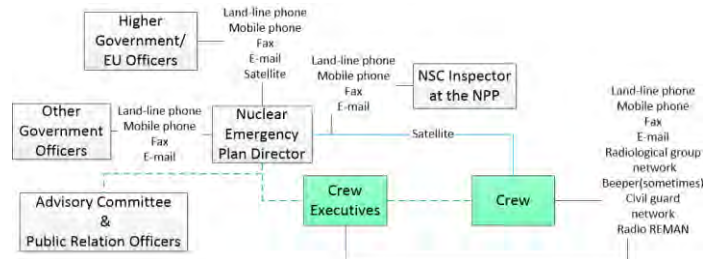 Higher
Government/
EU Officers
Land-line phone
Mobile phone
Fax
E-mail
Satellite
Land-line phone
Mobile phone
Fax
E-mail
NSC Inspector
at the NPP
Other
Government
Officers
Land-line phone
Mobile phone
Fax
E-mail
Nuclear
Emergency
Plan Director
Satellite
Land-line phone
Mobile phone
Fax
E-mail
Radiological group
network
Beeper(sometimes)
Civil guard
network
Radio REMAN
Advisory Committee
&
Public Relation Officers
Crew
Executives
Crew